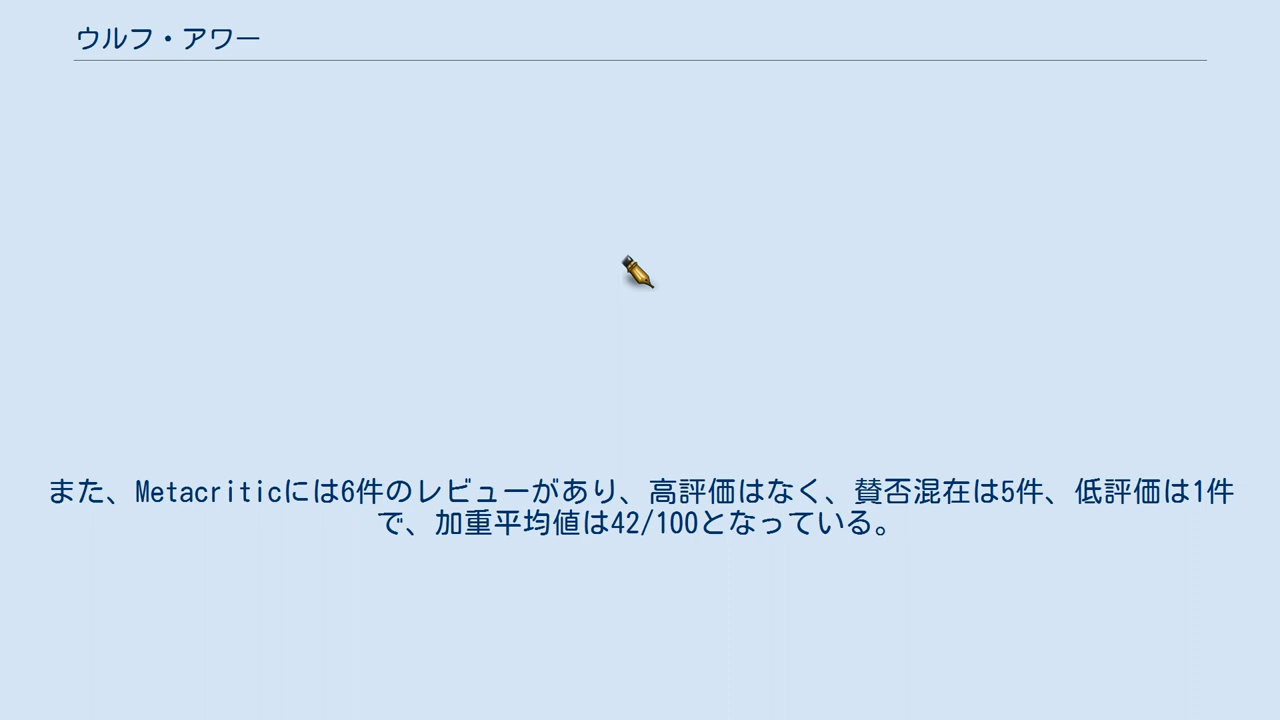 ウルフ・アワー
また、Metacriticには6件のレビューがあり、高評価はなく、賛否混在は5件、低評価は1件
で、加重平均値は42/100となっている。